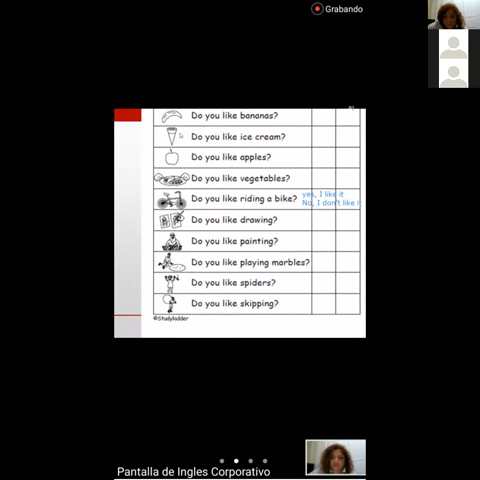 Grabando
Do you like bananas?
Do you like ice cream?
Do you like apples?
Do you like vegetables?
Do you like riding a bike?
yes, I like it
No, I don't like it
Do you like drawing?
Do you like painting?
Do you like playing marbles?
Do you like spiders?
Do you like skipping?
©Studyladder
Pantalla de Ingles Corporativo